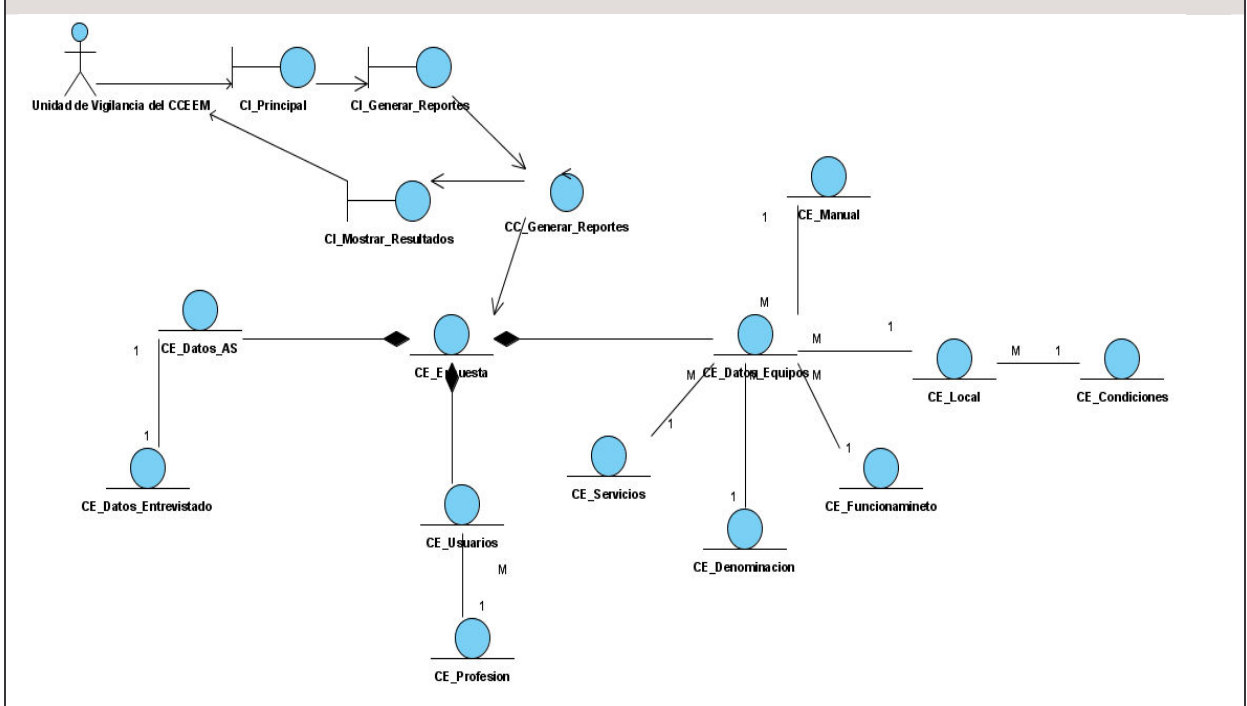 Unidad de Vigilancia del CCEEM
CI_Principal
CI_Generar_Reportes
CI_Mostrar_Resultados
CC_Generar_Reportes
CE_Manual
1
M
CE_Datos_AS
1
1
CE_Datos_Entrevistado
CE_Encuesta
CE_Datos_Equipos
M
1
CE_Local
M
1
CE_Condiciones
M
1
CE_Servicios
M
1
CE_Denominacion
M
1
CE_Funcionamineto
CE_Usuarios
M
1
CE_Profesion